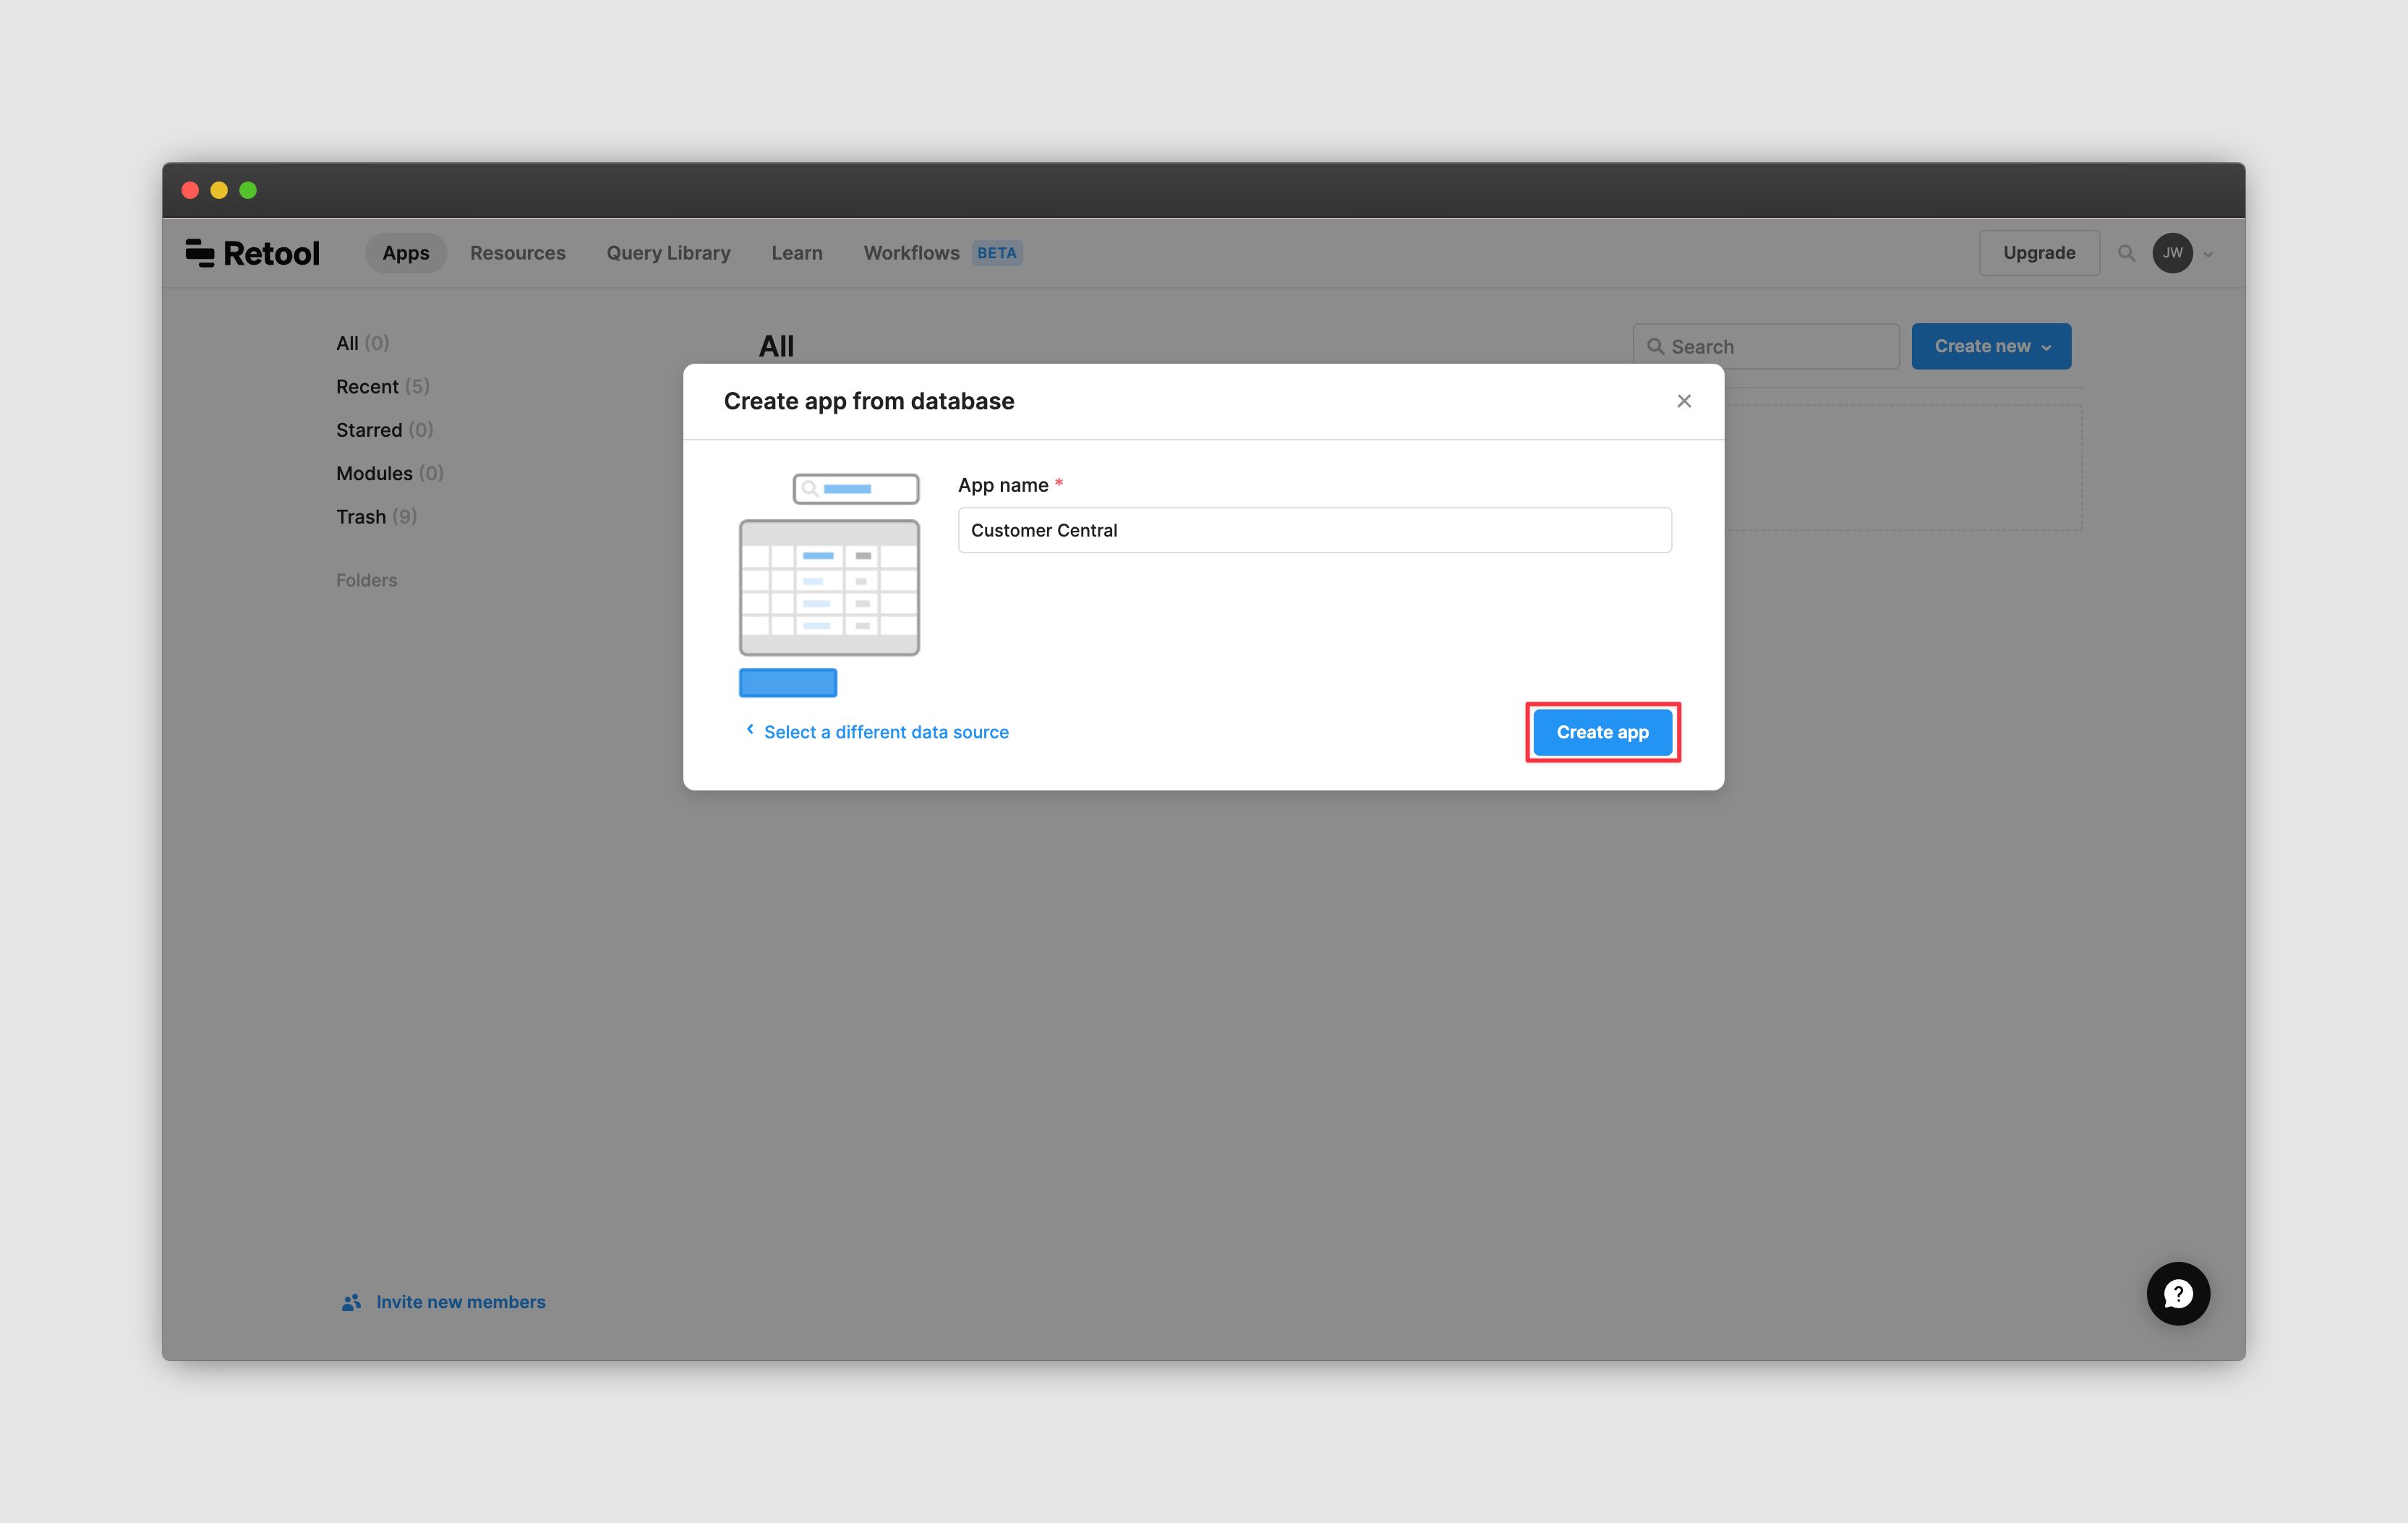 Retool
Apps
Resources
Query Library
Learn
Workflows BETA
Upgrade
JW
All (0)
Recent (5)
Starred (0)
Modules (0)
Trash (9)
Folders
All
Search
Create new
Create app from database
App name *
Customer Central
Select a different data source
Create app
Invite new members
?